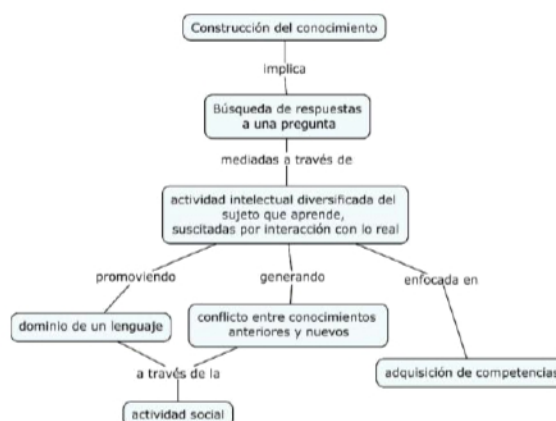 Construcción del conocimiento
implica
Búsqueda de respuestas
a una pregunta
mediadas a través de
actividad intelectual diversificada del
sujeto que aprende,
suscitadas por interacción con lo real
promoviendo
generando
enfocada en
dominio de un lenguaje
conflicto entre conocimientos
anteriores y nuevos
a través de la
adquisición de competencias
actividad social